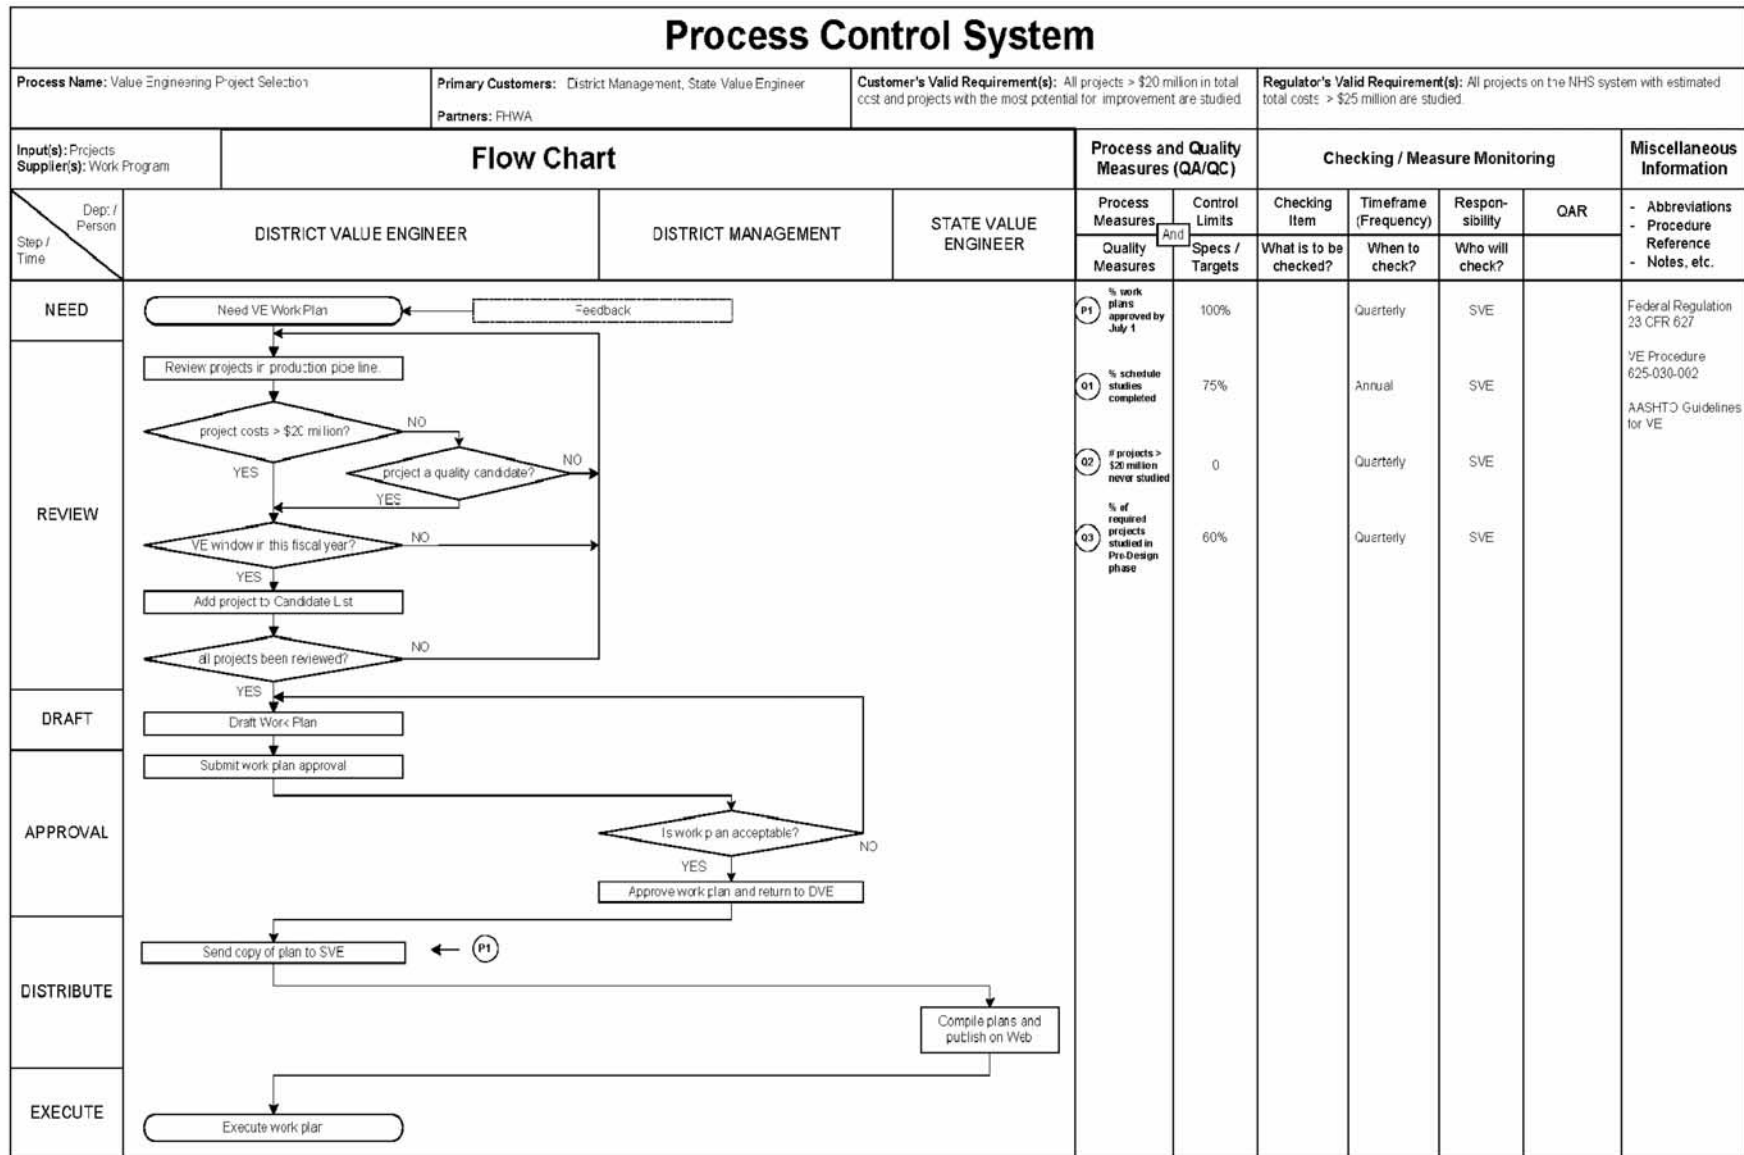 Process Control System
Process Name: Value Engineering Project Selection
Primary Customers: District Management, State Value Engineer
Partners: FHWA
Customer's Valid Requirement(s): All projects > $20 million in total
cost and projects with the most potential for improvement are studied
Regulator's Valid Requirement(s): All projects on the NHS system with estimated
total costs > $25 million are studied.
Input(s): Projects
Supplier(s): Work Program
Flow Chart
Process and Quality
Measures (QA/QC)
Checking / Measure Monitoring
Miscellaneous
Information
Dept /
Person
Step /
Time
DISTRICT VALUE ENGINEER
DISTRICT MANAGEMENT
STATE VALUE
ENGINEER
Process
Measures
And
Quality
Measures
Control
Limits
Specs /
Targets
Checking
Item
What is to be
checked?
Timeframe
(Frequency)
When to
check?
Respon-
sibility
Who will
check?
QAR
- Abbreviations
- Procedure
Reference
- Notes, etc.
NEED
Need VE Work Plan
Feedback
REVIEW
Review projects in production pipe line.
project costs > $20 million?
NO
YES
project a quality candidate?
NO
YES
VE window in this fiscal year?
NO
YES
Add project to Candidate List
all projects been reviewed?
NO
YES
DRAFT
Draft Work Plan
APPROVAL
Submit work plan approval
Is work plan acceptable?
NO
YES
Approve work plan and return to DVE
DISTRIBUTE
Send copy of plan to SVE
P1
Compile plans and
publish on Web
EXECUTE
Execute work plan
P1
% work
plans
approved by
July 1
100%
Quarterly
SVE
Q1
% schedule
studies
completed
75%
Annual
SVE
Q2
# projects >
$20 million
never studied
0
Quarterly
SVE
Q3
% of
required
projects
studied in
Pre-Design
phase
60%
Quarterly
SVE
Federal Regulation
23 CFR 627
VE Procedure
625-030-002
AASHTO Guidelines
for VE